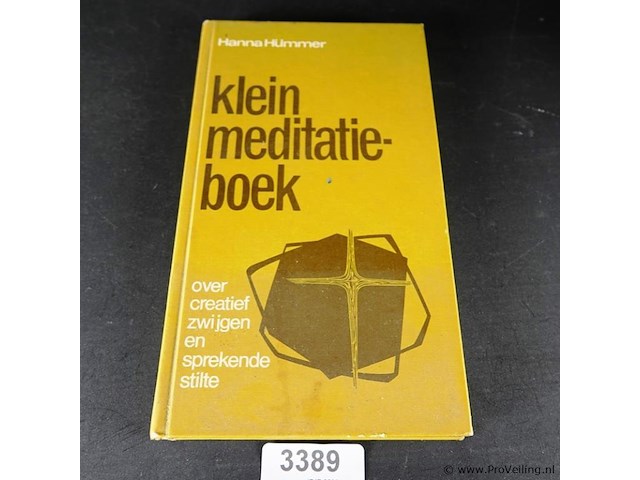 Hanna Hümmer
klein
meditatie-
boek
over
creatief
zwijgen
en
sprekende
stilte
3389
© www.ProVeiling.nl